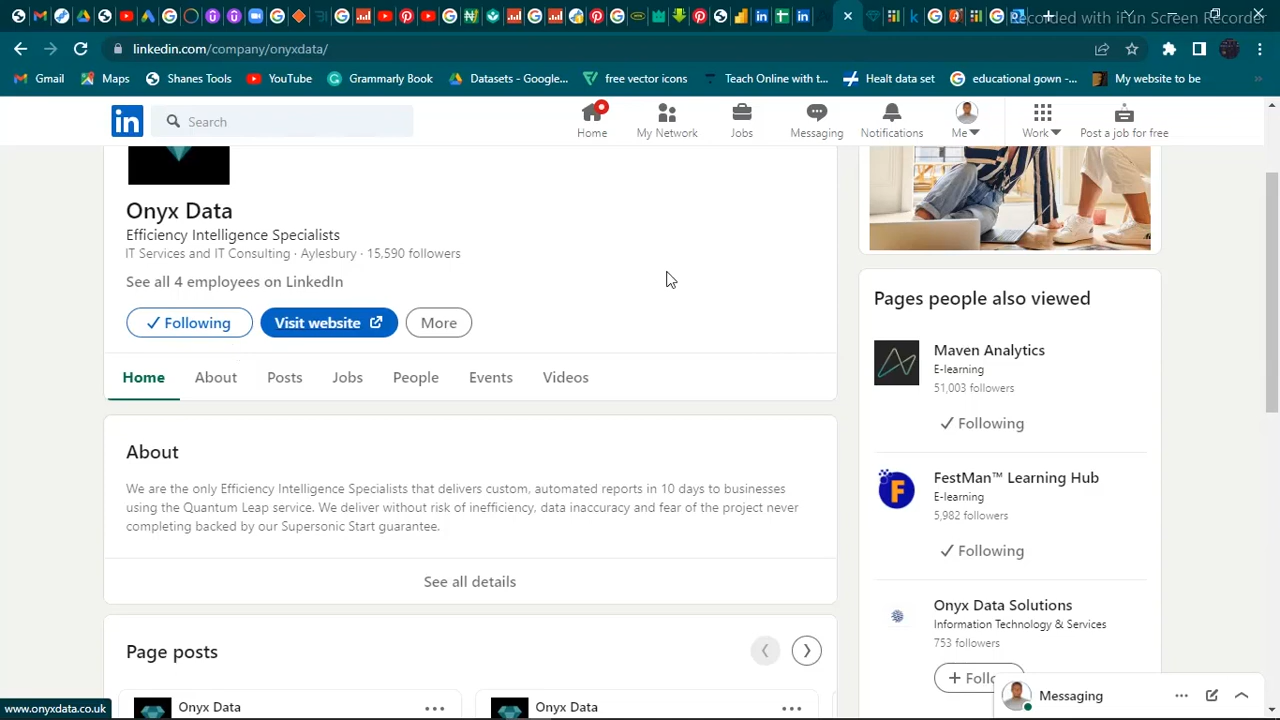 Recorded with iFun Screen Recorder
linkedin.com/company/onyxdata/
Gmail
Maps
Shanes Tools
YouTube
Grammarly Book
Datasets - Google...
free vector icons
Teach Online with t...
Healt data set
educational gown -...
My website to be
in
Search
Home
My Network
Jobs
Messaging
Notifications
Me
Work
Post a job for free
Onyx Data
Efficiency Intelligence Specialists
IT Services and IT Consulting · Aylesbury · 15,590 followers
See all 4 employees on LinkedIn
Following
Visit website
More
Home
About
Posts
Jobs
People
Events
Videos
About
We are the only Efficiency Intelligence Specialists that delivers custom, automated reports in 10 days to businesses
using the Quantum Leap service. We deliver without risk of inefficiency, data inaccuracy and fear of the project never
completing backed by our Supersonic Start guarantee.
See all details
Page posts
Onyx Data
Onyx Data
Pages people also viewed
Maven Analytics
E-learning
51,003 followers
Following
F
FestMan™ Learning Hub
E-learning
5,982 followers
Following
Onyx Data Solutions
Information Technology & Services
753 followers
+ Follo
Messaging
www.onyxdata.co.uk